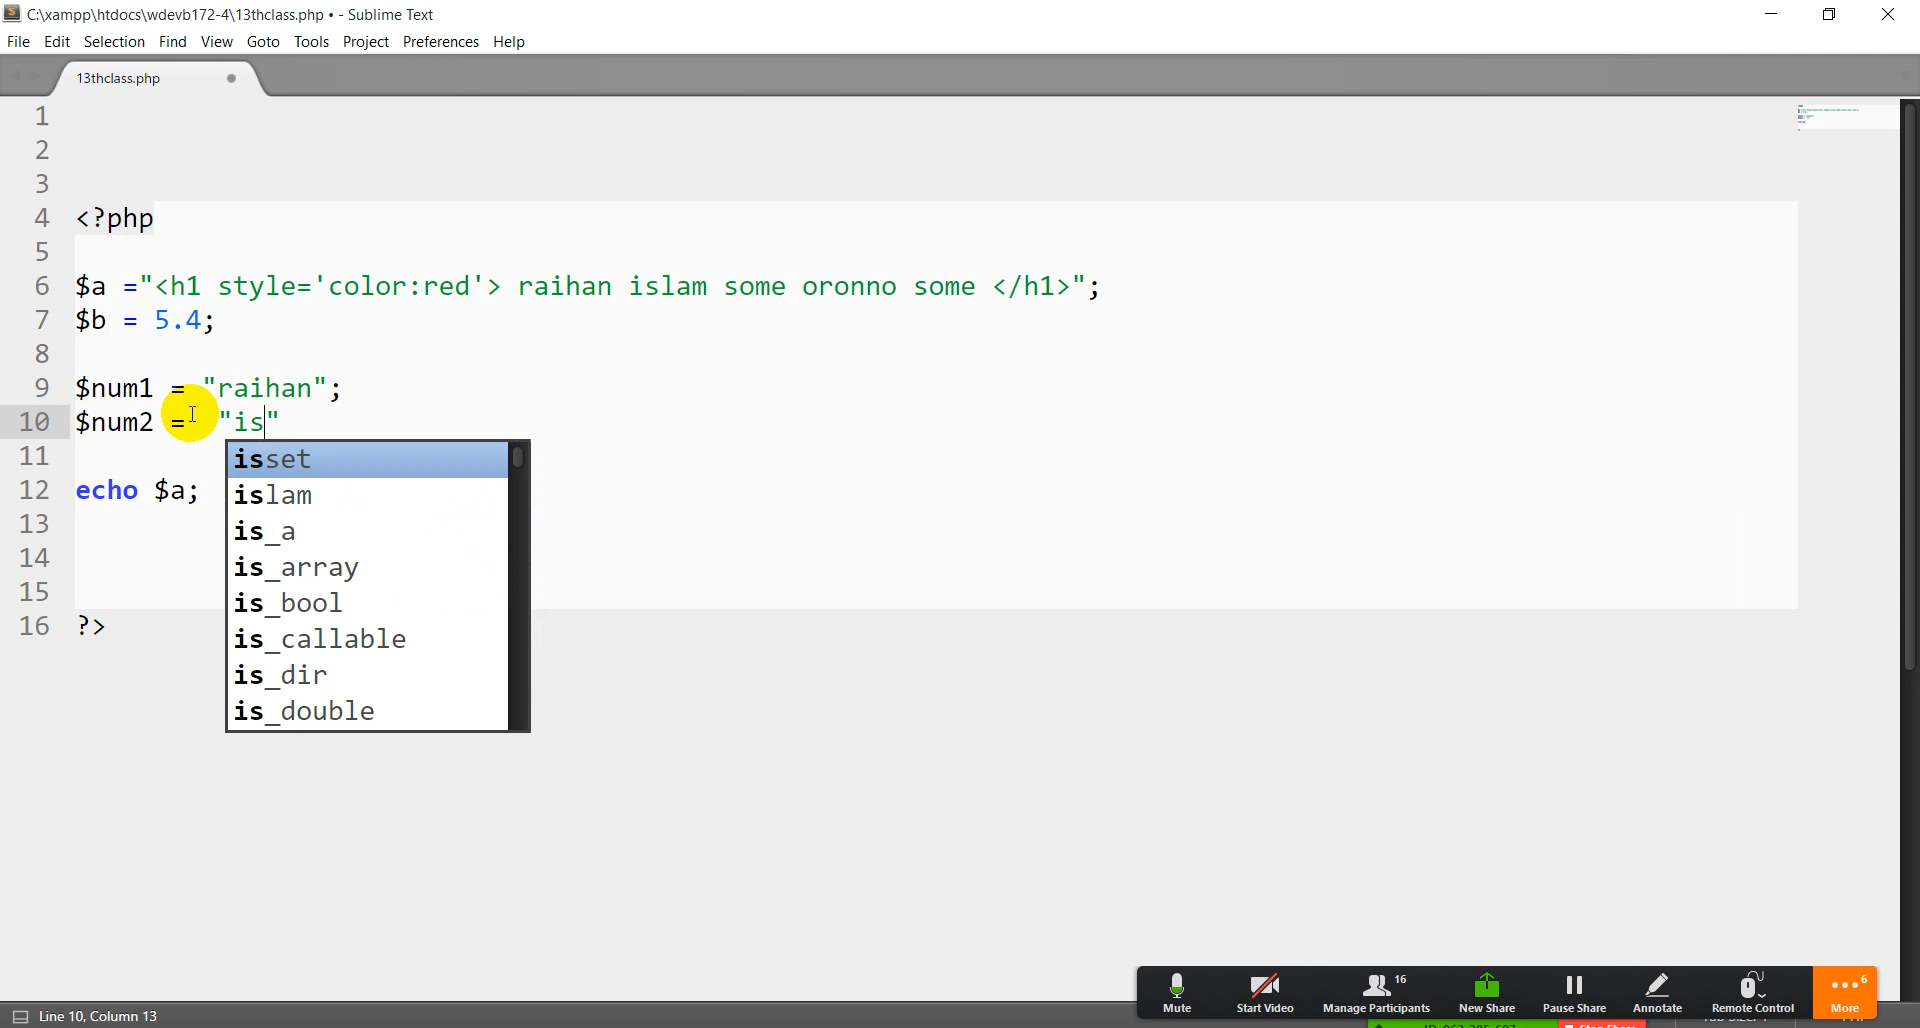 C:\xampp\htdocs\wdevb172-4\13thclass.php • - Sublime Text
File Edit Selection Find View Goto Tools Project Preferences Help
13thclass.php
1
2
3
4 <?php
5
6 $a ="<h1 style='color:red'> raihan islam some oronno some </h1>";
7 $b = 5.4;
8
9 $num1 = "raihan";
10 $num2 = "is"
11
isset
12 echo $a;
islam
13
is_a
14
is_array
15
is_bool
16 ?>
is_callable
is_dir
is_double
16 6
Mute Start Video Manage Participants New Share Pause Share Annotate Remote Control More
Line 10, Column 13